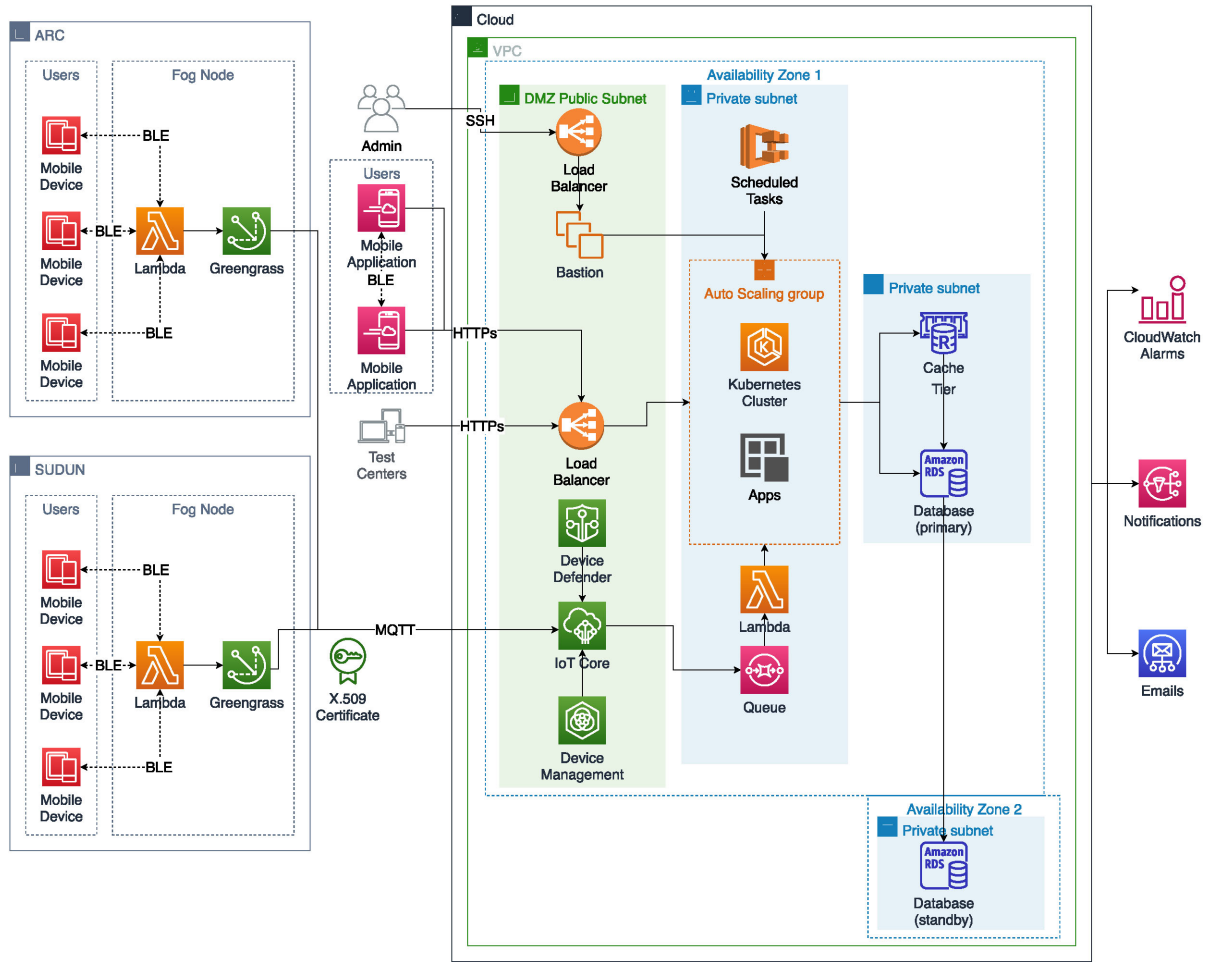 ARC
Users
Fog Node
BLE
Mobile
Device
BLE
Mobile
Device
Lambda
Greengrass
BLE
Mobile
Device
SUDUN
Users
Fog Node
BLE
Mobile
Device
BLE
Mobile
Device
Lambda
Greengrass
BLE
Mobile
Device
Admin
SSH
Users
Mobile
Application
BLE
Mobile
Application
HTTPs
Test
Centers
HTTPs
MQTT
X.509
Certificate
Cloud
VPC
Availability Zone 1
DMZ Public Subnet
Load
Balancer
Bastion
Load
Balancer
Device
Defender
IoT Core
Device
Management
Private subnet
Scheduled
Tasks
Auto Scaling group
Kubernetes
Cluster
Apps
Lambda
Queue
Private subnet
R
Cache
Tier
Amazon
RDS
Database
(primary)
Availability Zone 2
Private subnet
Amazon
RDS
Database
(standby)
CloudWatch
Alarms
Notifications
Emails